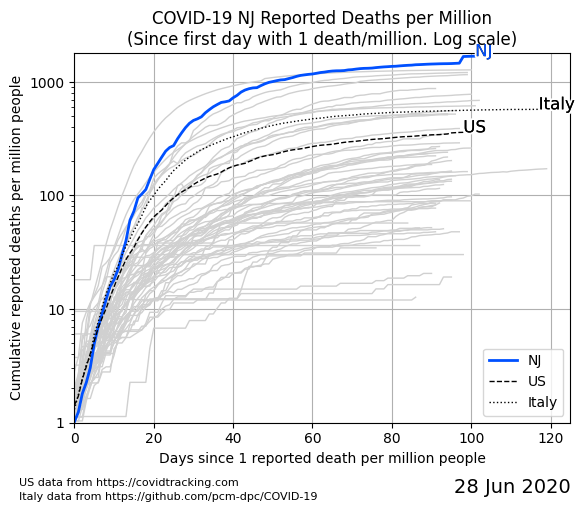 COVID-19 NJ Reported Deaths per Million
(Since first day with 1 death/million. Log scale)
NJ
Italy
US
1000
100
10
1
Cumulative reported deaths per million people
NJ
US
Italy
0 20 40 60 80 100 120
Days since 1 reported death per million people
US data from https://covidtracking.com
Italy data from https://github.com/pcm-dpc/COVID-19
28 Jun 2020